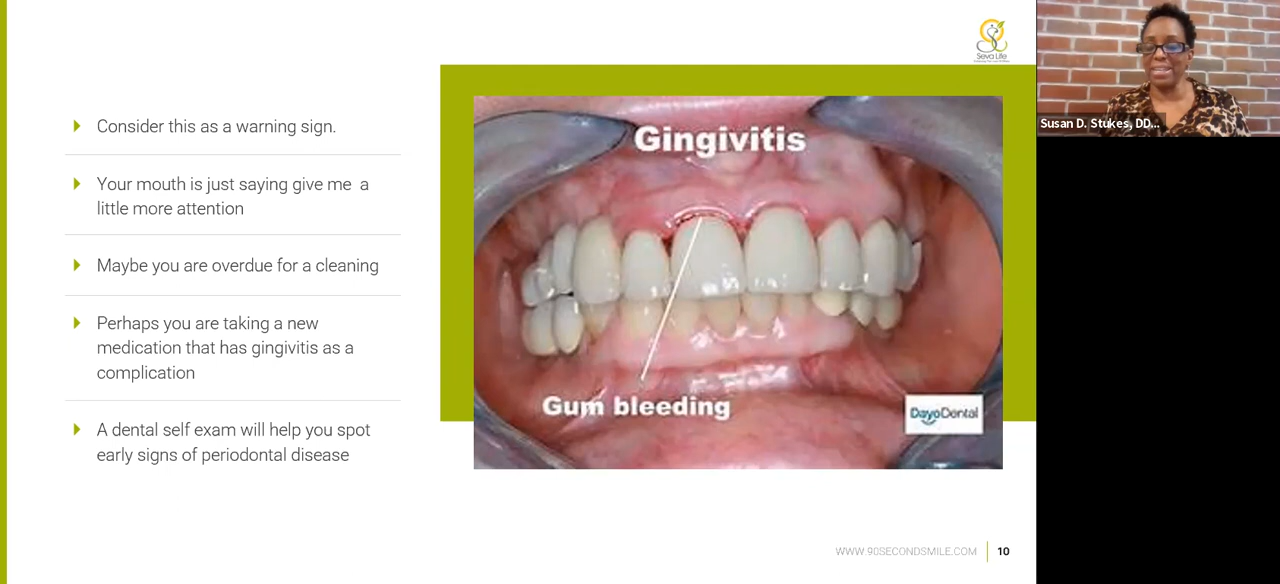 Seva Life
Consider this as a warning sign.
Your mouth is just saying give me  a
little more attention
Maybe you are overdue for a cleaning
Perhaps you are taking a new
medication that has gingivitis as a
complication
A dental self exam will help you spot
early signs of periodontal disease
Gingivitis
Gum bleeding
DayoDental
WWW.90SECONDSMILE.COM
10
Susan D. Stukes, DD...